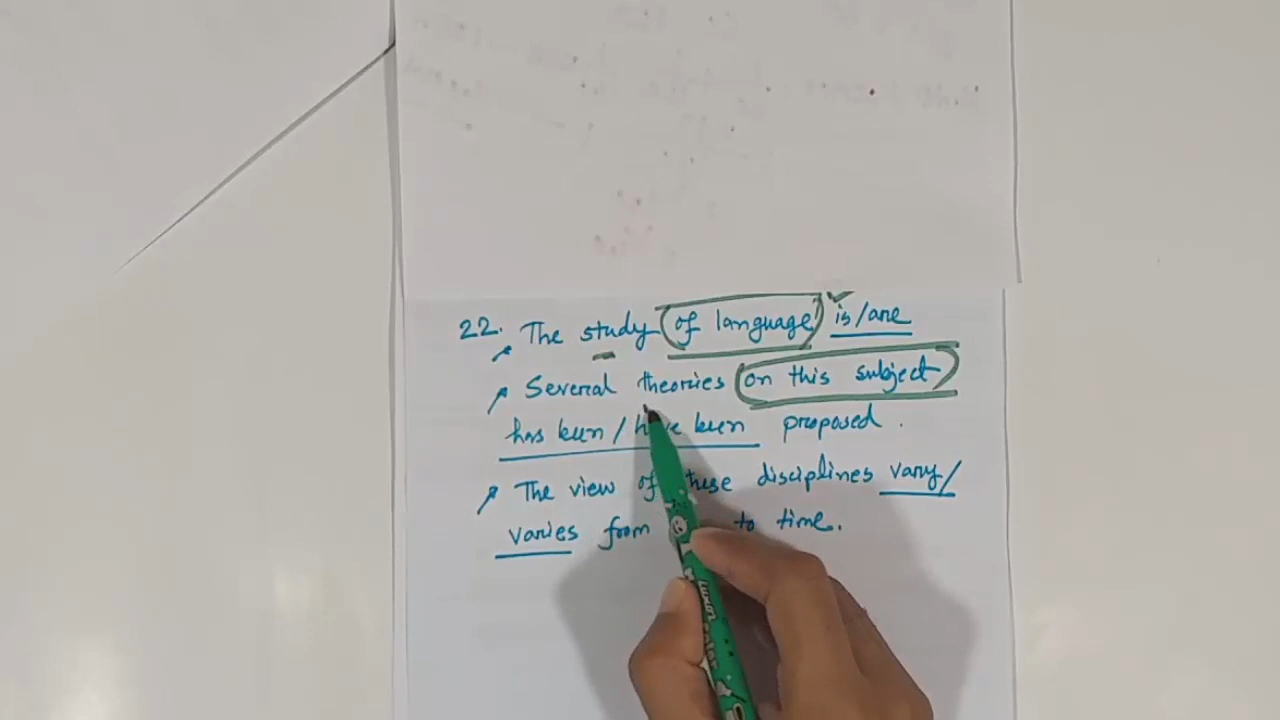 22. The study (of language) is/are
Several theories (on this subject)
has been / have been proposed.
The view of these disciplines vary/
varies from to time.